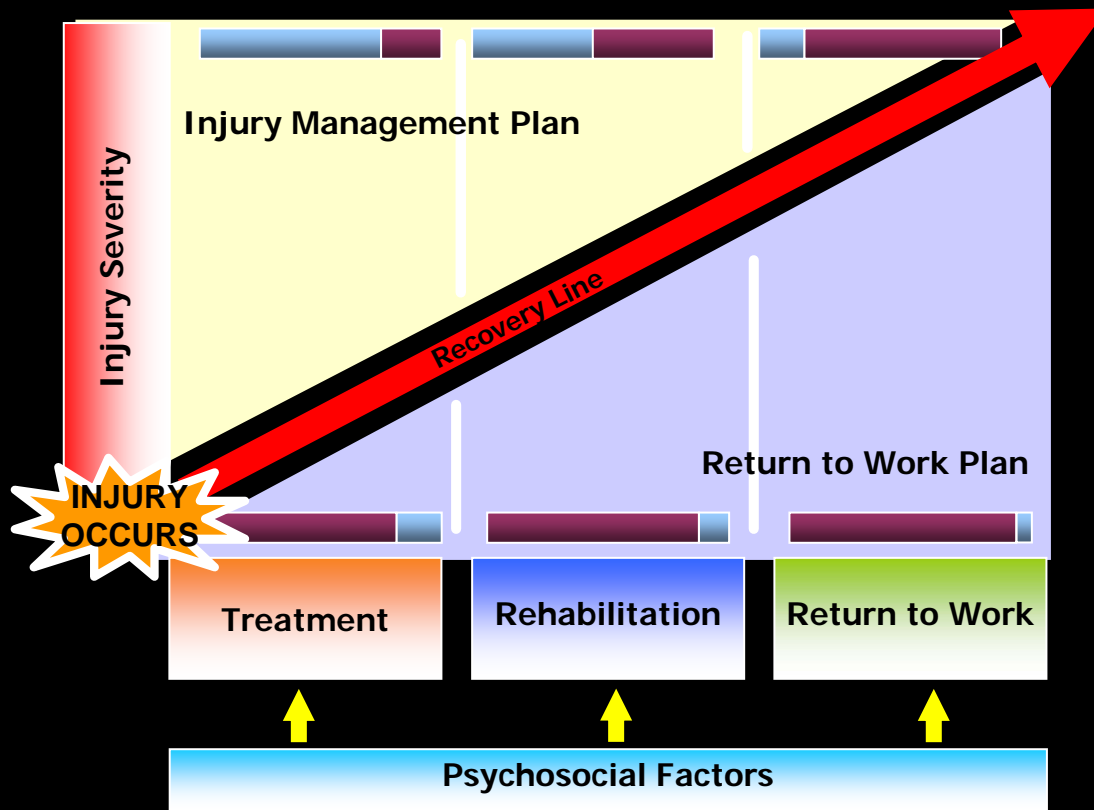 Injury Management Plan
Injury Severity
Recovery Line
Return to Work Plan
INJURY
OCCURS
Treatment
Rehabilitation
Return to Work
Psychosocial Factors